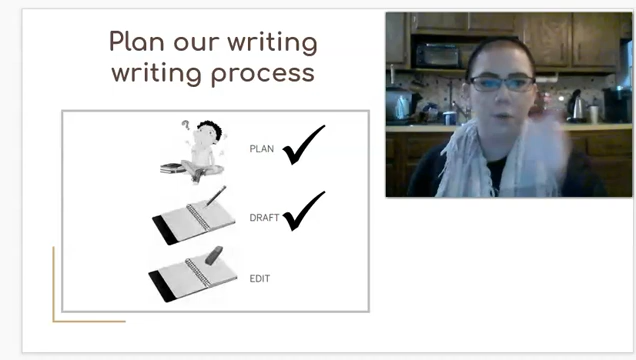 Plan our writing
writing process
PLAN
DRAFT
EDIT